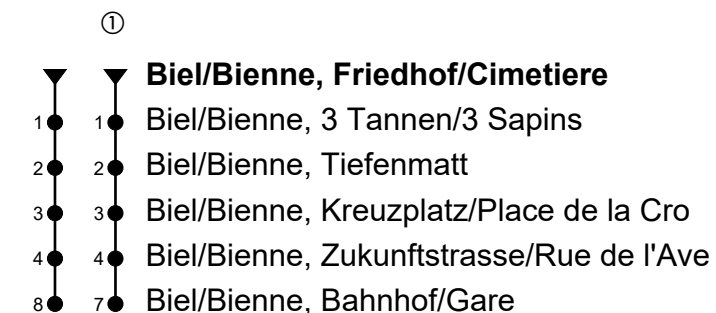 ①
Biel/Bienne, Friedhof/Cimetiere
1 1 Biel/Bienne, 3 Tannen/3 Sapins
2 2 Biel/Bienne, Tiefenmatt
3 3 Biel/Bienne, Kreuzplatz/Place de la Cro
4 4 Biel/Bienne, Zukunftstrasse/Rue de l'Ave
8 7 Biel/Bienne, Bahnhof/Gare